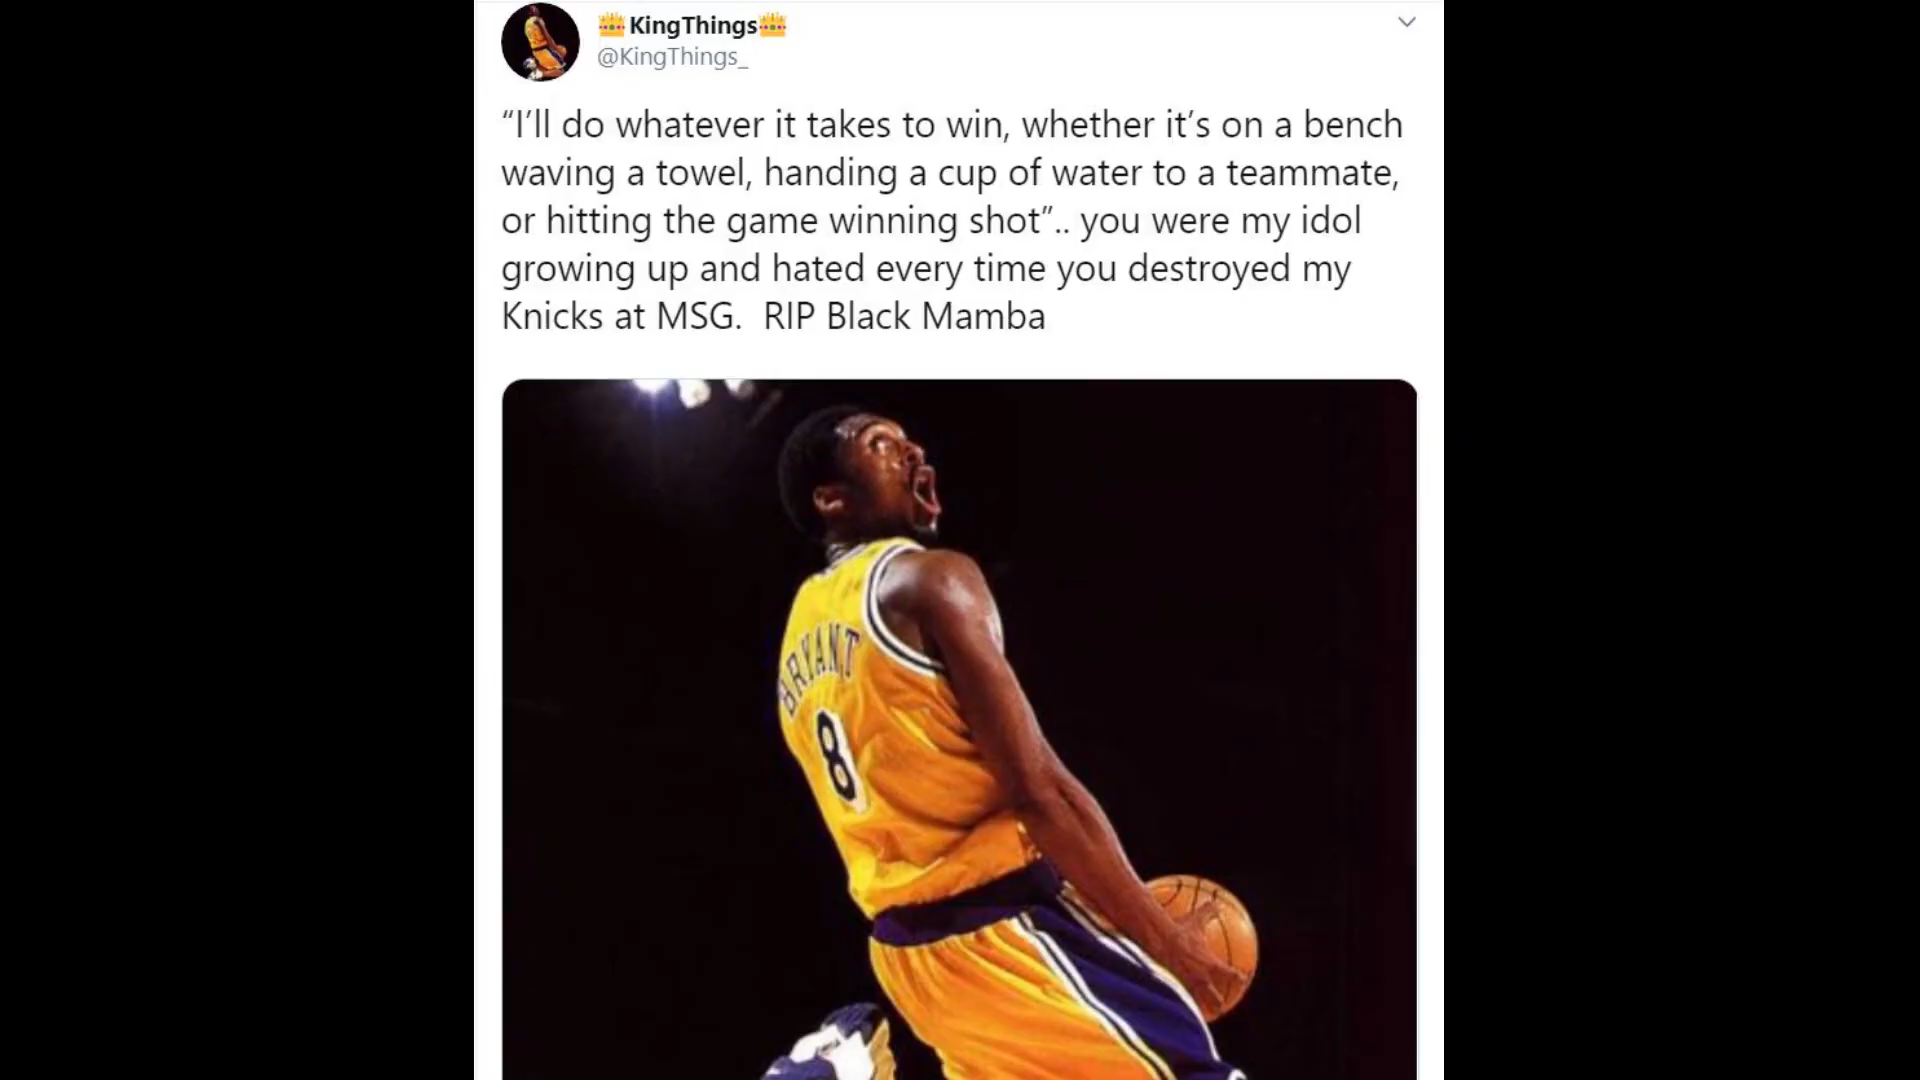 👑KingThings👑
@KingThings_
“I’ll do whatever it takes to win, whether it’s on a bench
waving a towel, handing a cup of water to a teammate,
or hitting the game winning shot”.. you were my idol
growing up and hated every time you destroyed my
Knicks at MSG.  RIP Black Mamba
BRYANT
8